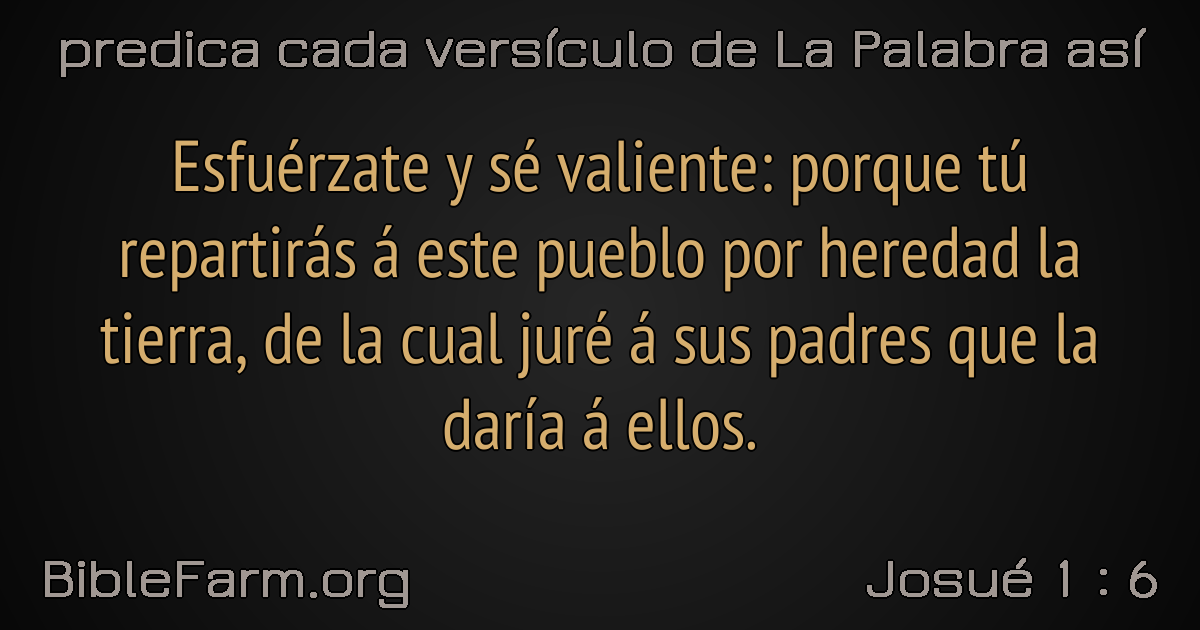 predica cada versículo de La Palabra así
Esfuérzate y sé valiente: porque tú
repartirás á este pueblo por heredad la
tierra, de la cual juré á sus padres que la
daría á ellos.
BibleFarm.org
Josué 1 : 6